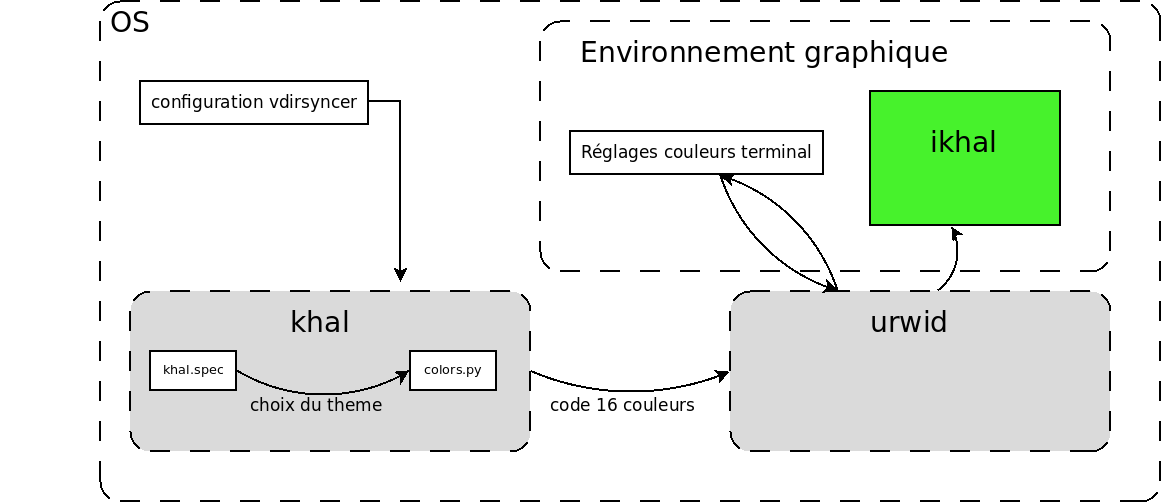 OS
Environnement graphique
configuration vdirsyncer
ikhal
Réglages couleurs terminal
khal
urwid
khal.spec
colors.py
choix du theme
code 16 couleurs